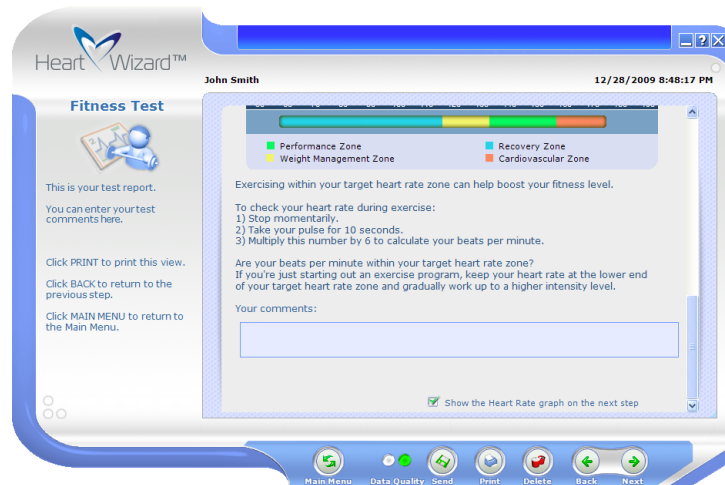 Heart Wizard™
John Smith
12/28/2009 8:48:17 PM
Fitness Test
This is your test report.
You can enter your test
comments here.
Click PRINT to print this view.
Click BACK to return to the
previous step.
Click MAIN MENU to return to
the Main Menu.
Performance Zone
Recovery Zone
Weight Management Zone
Cardiovascular Zone
Exercising within your target heart rate zone can help boost your fitness level.
To check your heart rate during exercise:
1) Stop momentarily.
2) Take your pulse for 10 seconds.
3) Multiply this number by 6 to calculate your beats per minute.
Are your beats per minute within your target heart rate zone?
If you're just starting out an exercise program, keep your heart rate at the lower end
of your target heart rate zone and gradually work up to a higher intensity level.
Your comments:
Show the Heart Rate graph on the next step
Main Menu Data Quality Send Print Delete Back Next